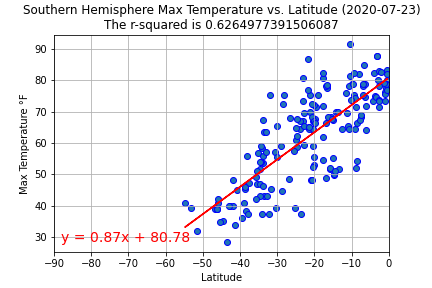 Southern Hemisphere Max Temperature vs. Latitude (2020-07-23)
The r-squared is 0.6264977391506087
90
80
70
60
50
40
30
Max Temperature °F
y = 0.87x + 80.78
−90 −80 −70 −60 −50 −40 −30 −20 −10 0
Latitude